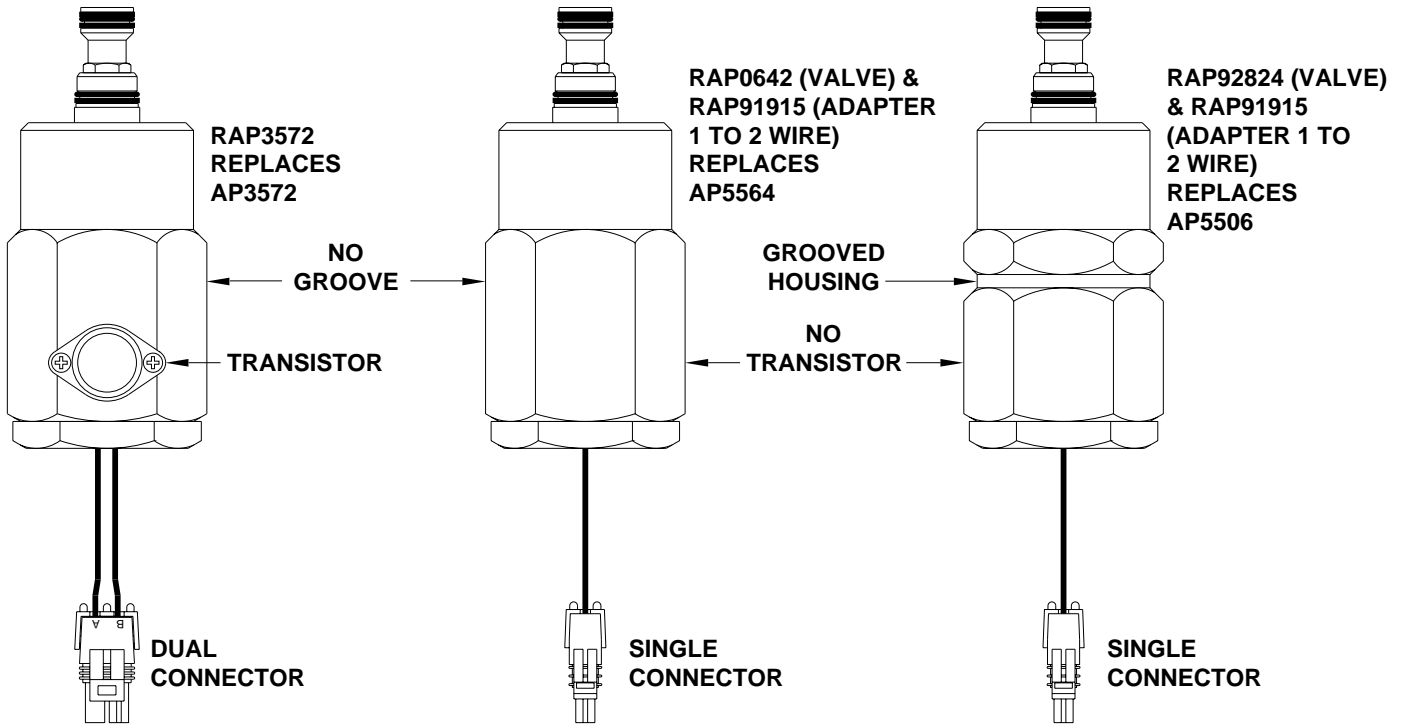 RAP3572
REPLACES
AP3572
RAP0642 (VALVE) &
RAP91915 (ADAPTER
1 TO 2 WIRE)
REPLACES
AP5564
RAP92824 (VALVE)
& RAP91915
(ADAPTER 1 TO
2 WIRE)
REPLACES
AP5506
NO
GROOVE
GROOVED
HOUSING
TRANSISTOR
NO
TRANSISTOR
A B
DUAL
CONNECTOR
SINGLE
CONNECTOR
SINGLE
CONNECTOR